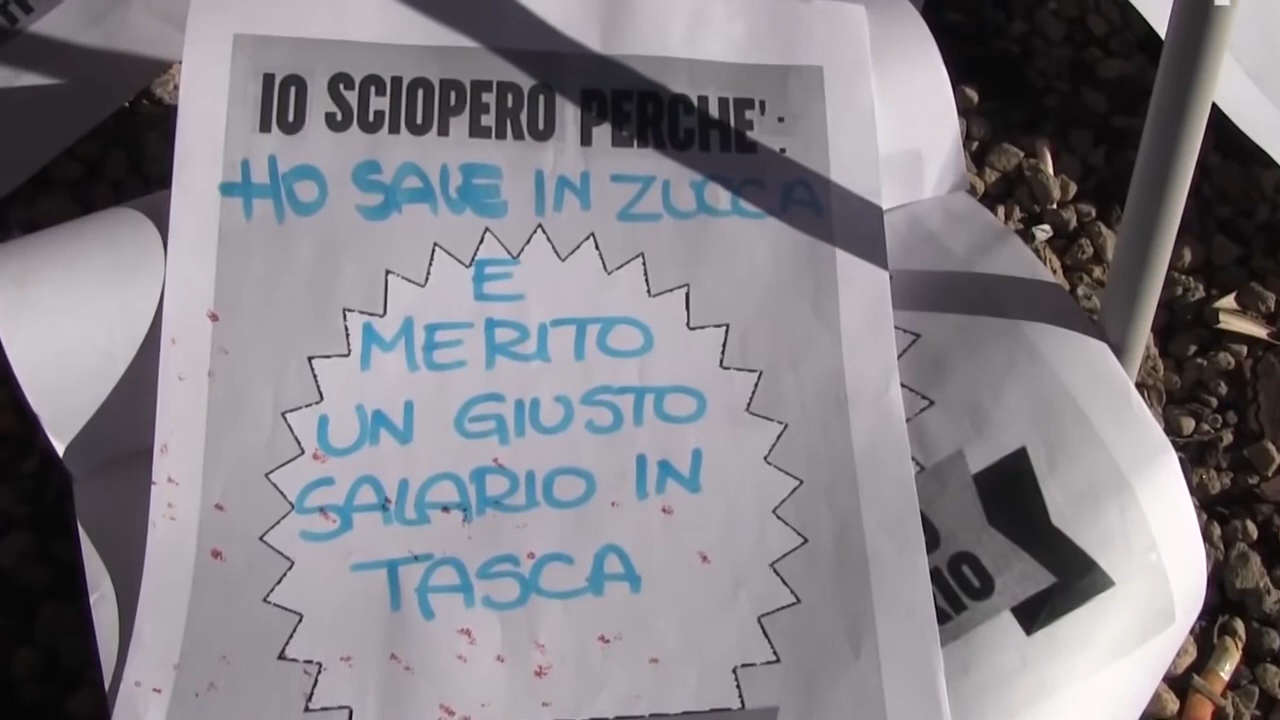 IO SCIOPERO PERCHE':
HO SALE IN ZUCCA
E
MERITO
UN GIUSTO
SALARIO IN
TASCA